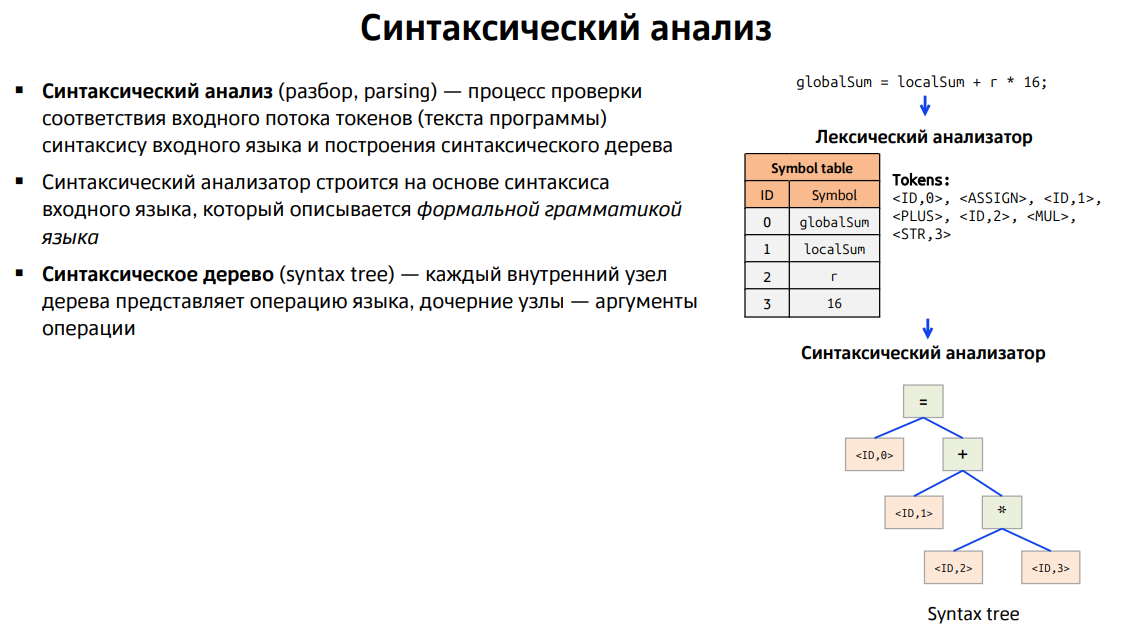 Синтаксический анализ
▪ Синтаксический анализ (разбор, parsing) — процесс проверки
соответствия входного потока токенов (текста программы)
синтаксису входного языка и построения синтаксического дерева
▪ Синтаксический анализатор строится на основе синтаксиса
входного языка, который описывается формальной грамматикой
языка
▪ Синтаксическое дерево (syntax tree) — каждый внутренний узел
дерева представляет операцию языка, дочерние узлы — аргументы
операции
globalSum = localSum + r * 16;
Лексический анализатор
Symbol table
ID Symbol
0 globalSum
1 localSum
2 r
3 16
Tokens:
<ID,0>, <ASSIGN>, <ID,1>,
<PLUS>, <ID,2>, <MUL>,
<STR,3>
Синтаксический анализатор
=
<ID,0> +
<ID,1> *
<ID,2> <ID,3>
Syntax tree